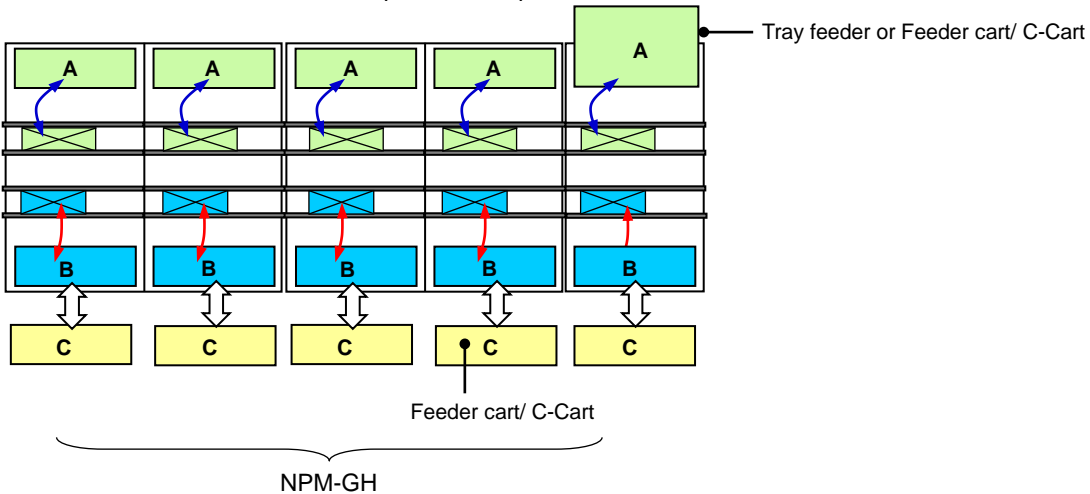 Tray feeder or Feeder cart/ C-Cart
A A A A A
B B B B B
C C C C C
Feeder cart/ C-Cart
NPM-GH